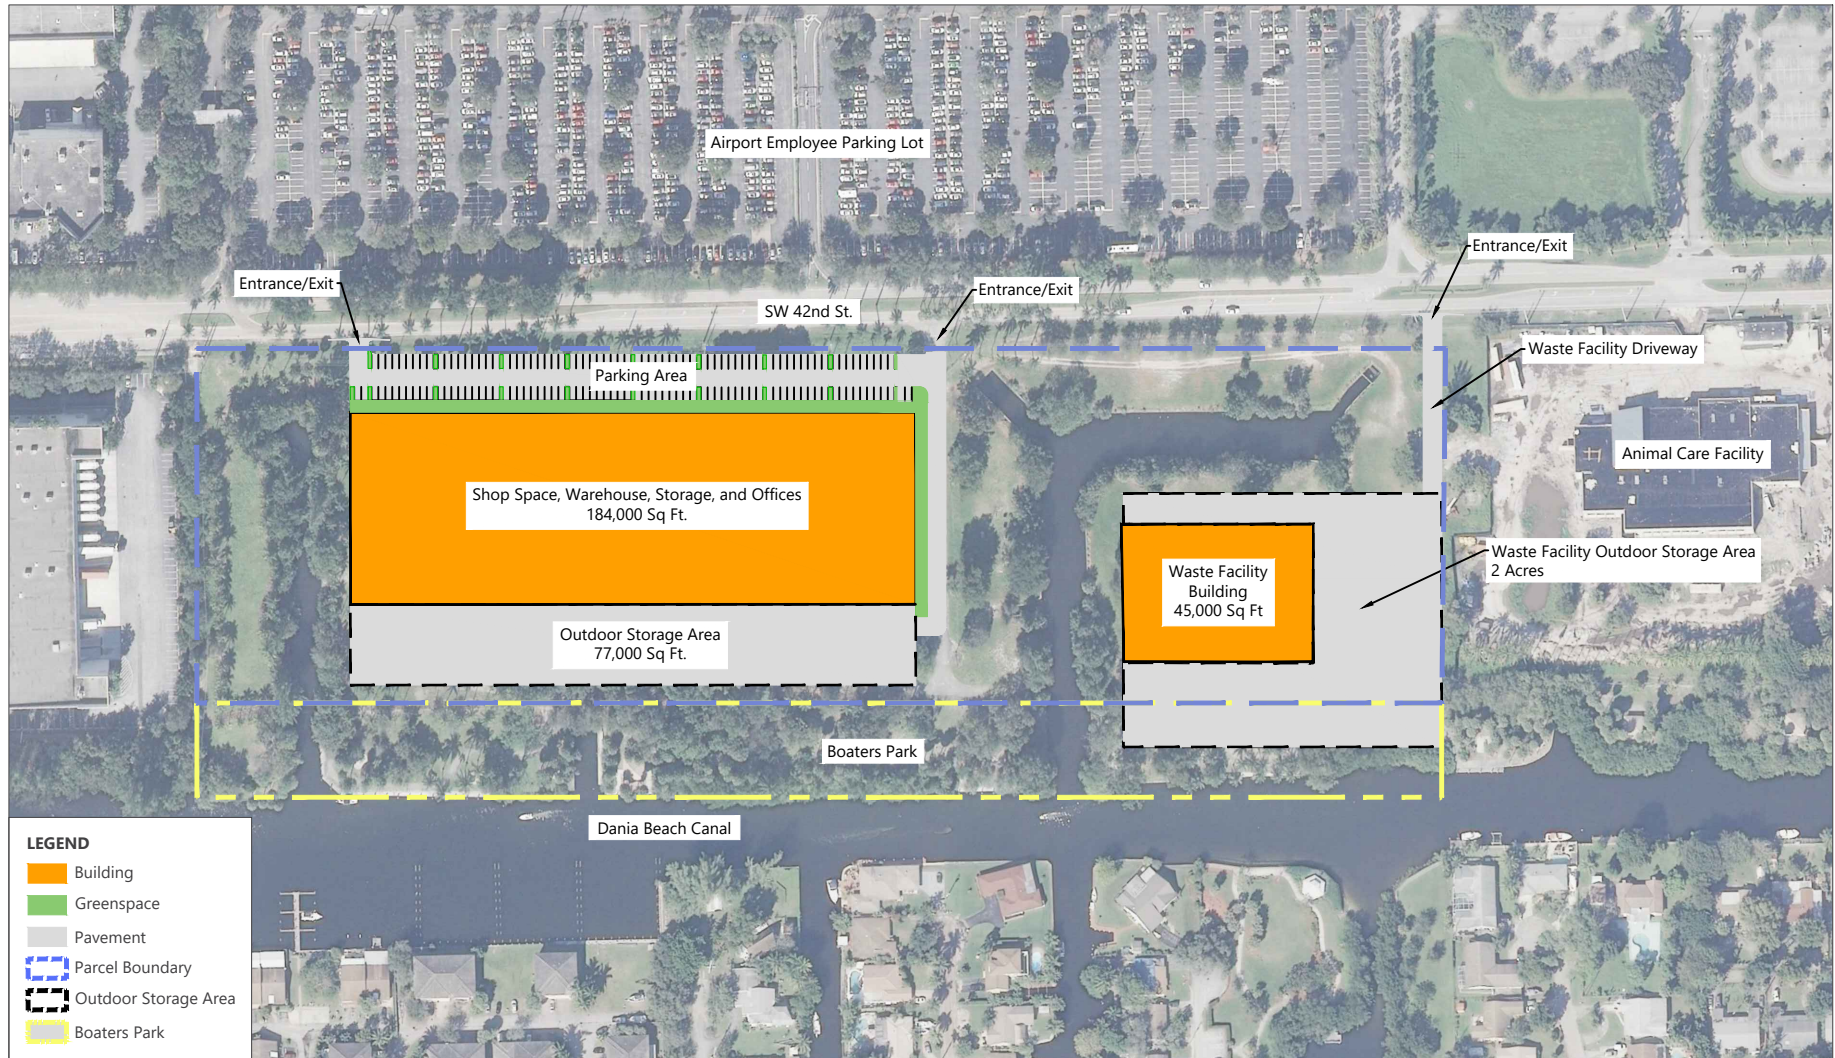 Airport Employee Parking Lot
Entrance/Exit
Entrance/Exit
Entrance/Exit
SW 42nd St.
Waste Facility Driveway
Parking Area
Animal Care Facility
Shop Space, Warehouse, Storage, and Offices
184,000 Sq Ft.
Waste Facility Outdoor Storage Area
2 Acres
Waste Facility
Building
45,000 Sq Ft
Outdoor Storage Area
77,000 Sq Ft.
Boaters Park
Dania Beach Canal
LEGEND
Building
Greenspace
Pavement
Parcel Boundary
Outdoor Storage Area
Boaters Park